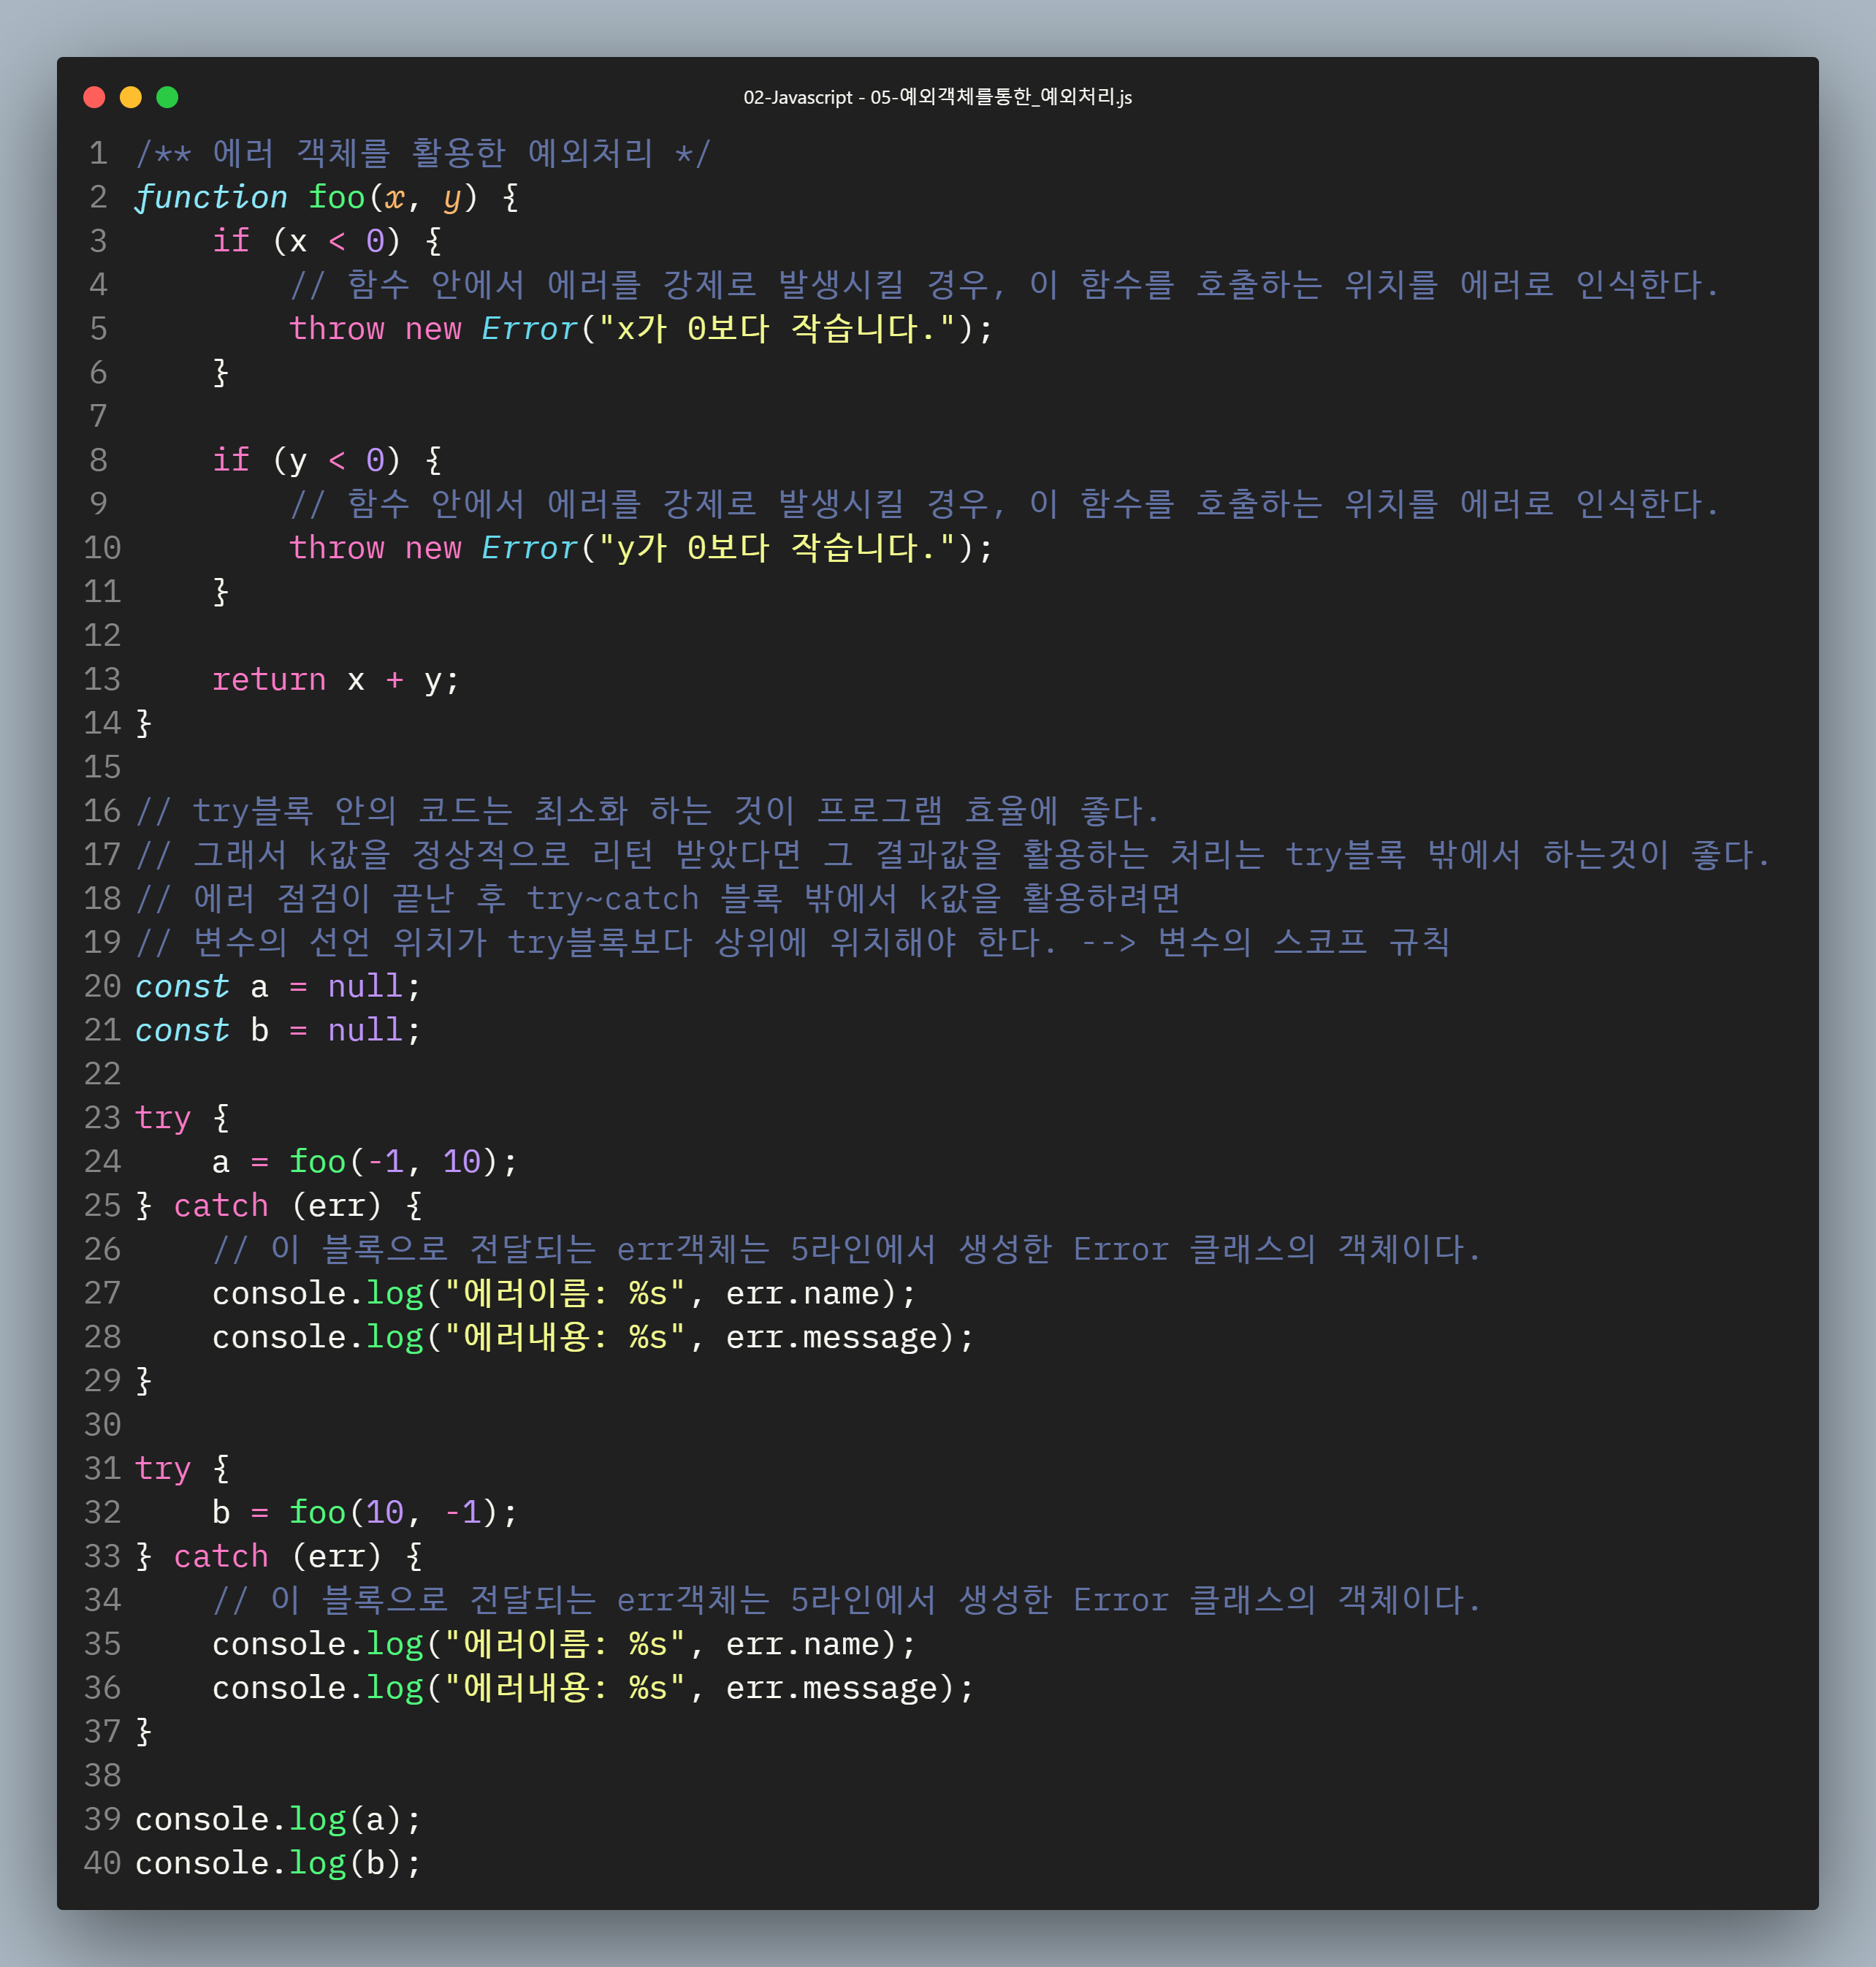 02-Javascript - 05-예외객체를통한_예외처리.js
1 /** 에러 객체를 활용한 예외처리 */
2 function foo(x, y) {
3     if (x < 0) {
4         // 함수 안에서 에러를 강제로 발생시킬 경우, 이 함수를 호출하는 위치를 에러로 인식한다.
5         throw new Error("x가 0보다 작습니다.");
6     }
7
8     if (y < 0) {
9         // 함수 안에서 에러를 강제로 발생시킬 경우, 이 함수를 호출하는 위치를 에러로 인식한다.
10         throw new Error("y가 0보다 작습니다.");
11     }
12
13     return x + y;
14 }
15
16 // try블록 안의 코드는 최소화 하는 것이 프로그램 효율에 좋다.
17 // 그래서 k값을 정상적으로 리턴 받았다면 그 결과값을 활용하는 처리는 try블록 밖에서 하는것이 좋다.
18 // 에러 점검이 끝난 후 try~catch 블록 밖에서 k값을 활용하려면
19 // 변수의 선언 위치가 try블록보다 상위에 위치해야 한다. --> 변수의 스코프 규칙
20 const a = null;
21 const b = null;
22
23 try {
24     a = foo(-1, 10);
25 } catch (err) {
26     // 이 블록으로 전달되는 err객체는 5라인에서 생성한 Error 클래스의 객체이다.
27     console.log("에러이름: %s", err.name);
28     console.log("에러내용: %s", err.message);
29 }
30
31 try {
32     b = foo(10, -1);
33 } catch (err) {
34     // 이 블록으로 전달되는 err객체는 5라인에서 생성한 Error 클래스의 객체이다.
35     console.log("에러이름: %s", err.name);
36     console.log("에러내용: %s", err.message);
37 }
38
39 console.log(a);
40 console.log(b);